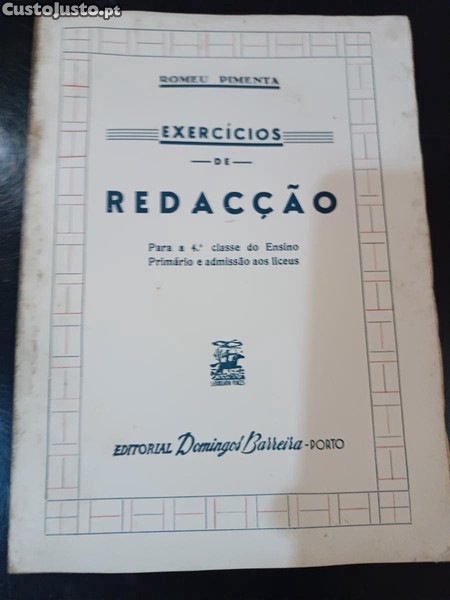 CustoJusto.pt
ROMEU PIMENTA
EXERCÍCIOS
DE
REDACÇÃO
Para a 4.ª classe do Ensino
Primário e admissão aos liceus
EDITORIAL Domingos Barreira - PORTO